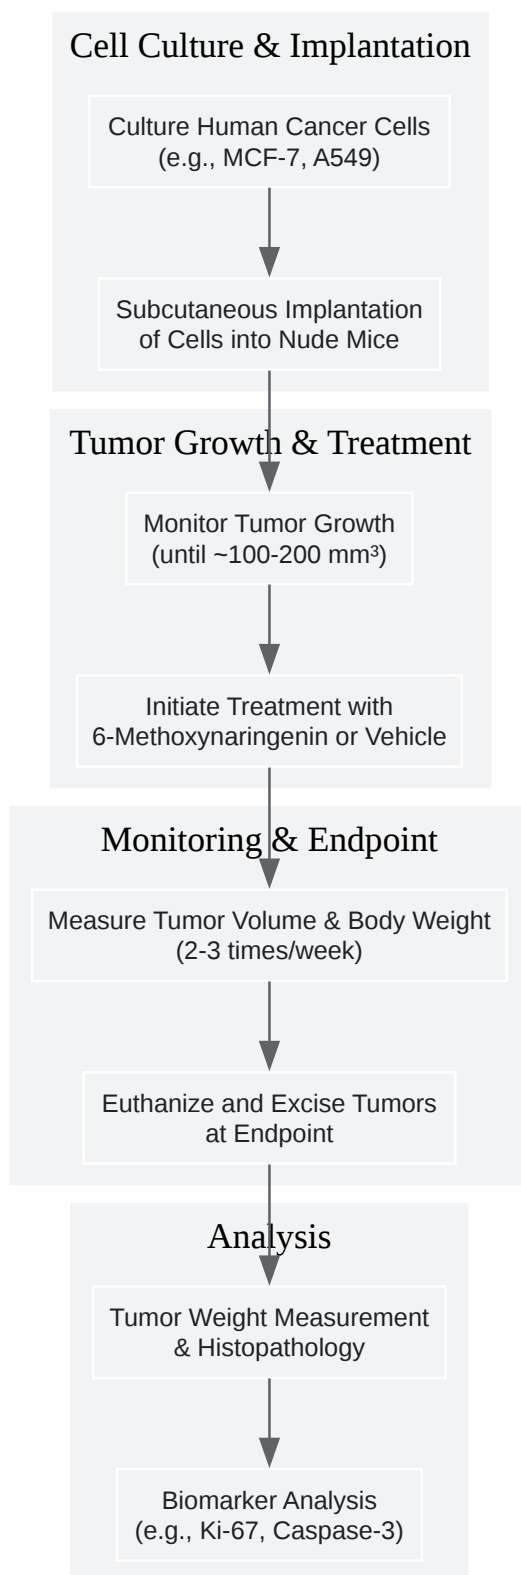 Cell Culture & Implantation
Culture Human Cancer Cells
(e.g., MCF-7, A549)
Subcutaneous Implantation
of Cells into Nude Mice
Tumor Growth & Treatment
Monitor Tumor Growth
(until ~100-200 mm³)
Initiate Treatment with
6-Methoxynaringenin or Vehicle
Monitoring & Endpoint
Measure Tumor Volume & Body Weight
(2-3 times/week)
Euthanize and Excise Tumors
at Endpoint
Analysis
Tumor Weight Measurement
& Histopathology
Biomarker Analysis
(e.g., Ki-67, Caspase-3)